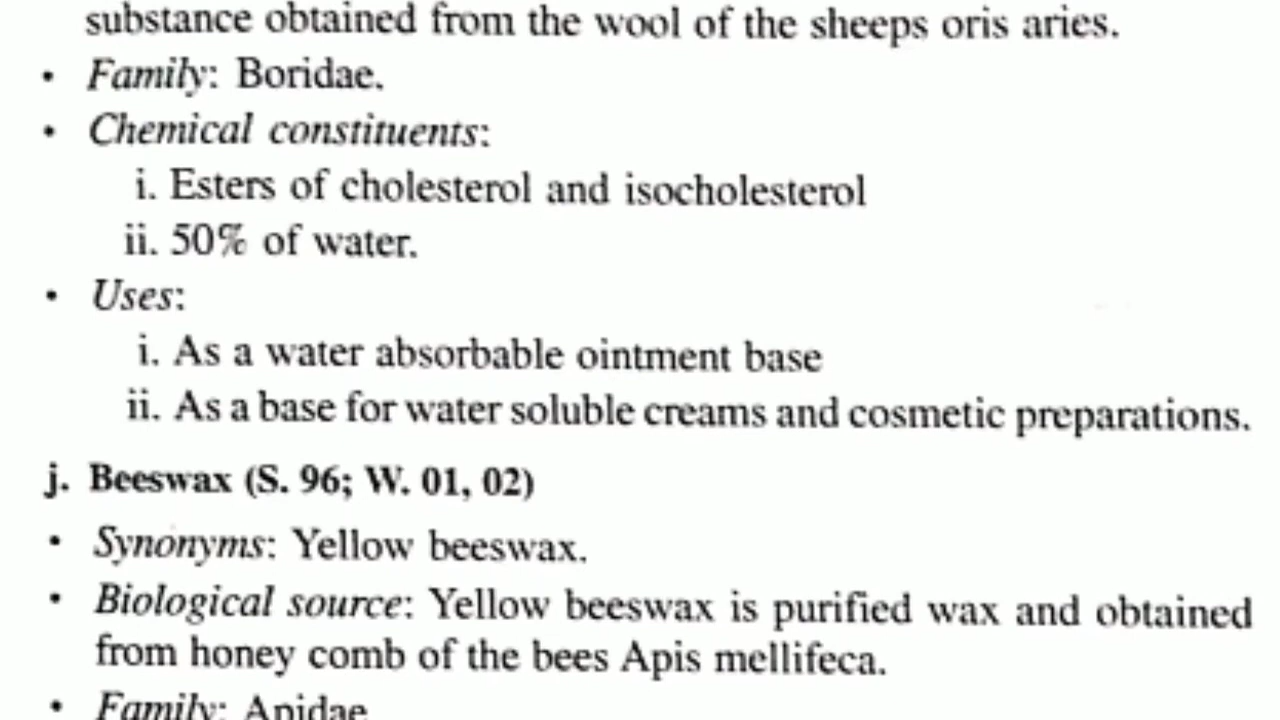 substance obtained from the wool of the sheeps oris aries.
• Family: Boridae.
• Chemical constituents:
i. Esters of cholesterol and isocholesterol
ii. 50% of water.
• Uses:
i. As a water absorbable ointment base
ii. As a base for water soluble creams and cosmetic preparations.
j. Beeswax (S. 96; W. 01, 02)
• Synonyms: Yellow beeswax.
• Biological source: Yellow beeswax is purified wax and obtained
from honey comb of the bees Apis mellifeca.
• Family: Apidae